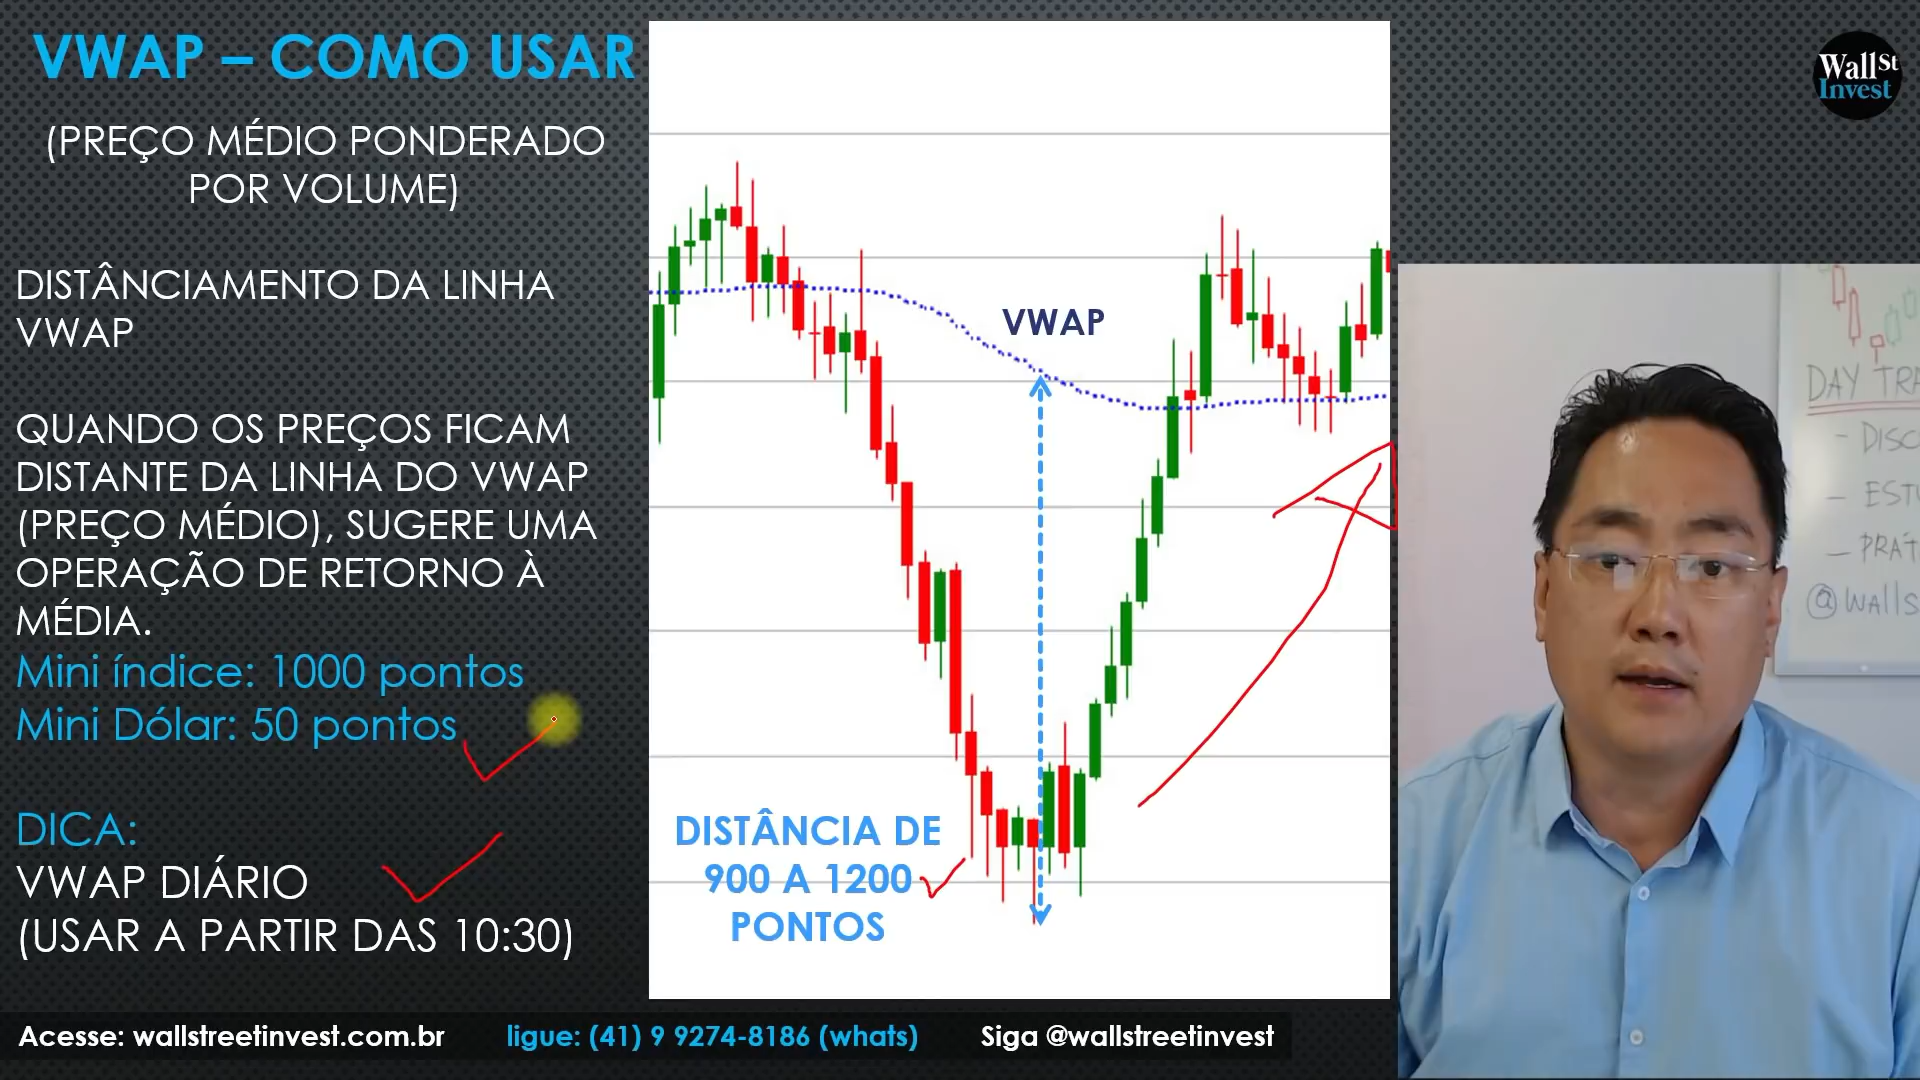 VWAP – COMO USAR
(PREÇO MÉDIO PONDERADO
POR VOLUME)
DISTÂNCIAMENTO DA LINHA
VWAP
QUANDO OS PREÇOS FICAM
DISTANTE DA LINHA DO VWAP
(PREÇO MÉDIO), SUGERE UMA
OPERAÇÃO DE RETORNO À
MÉDIA.
Mini índice: 1000 pontos
Mini Dólar: 50 pontos
DICA:
VWAP DIÁRIO
(USAR A PARTIR DAS 10:30)
VWAP
DISTÂNCIA DE
900 A 1200
PONTOS
Wall St
Invest
DAY TRA
- DISC
- EST
- PRÁT
@walls
Acesse: wallstreetinvest.com.br ligue: (41) 9 9274-8186 (whats) Siga @wallstreetinvest